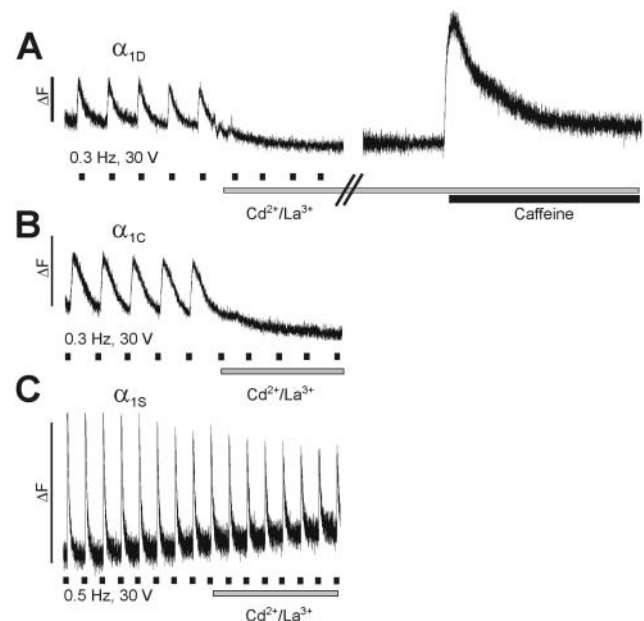 A
α1D
ΔF
0.3 Hz, 30 V
Cd2+/La3+
Caffeine
B
α1C
ΔF
0.3 Hz, 30 V
Cd2+/La3+
C
α1S
ΔF
0.5 Hz, 30 V
Cd2+/La3+